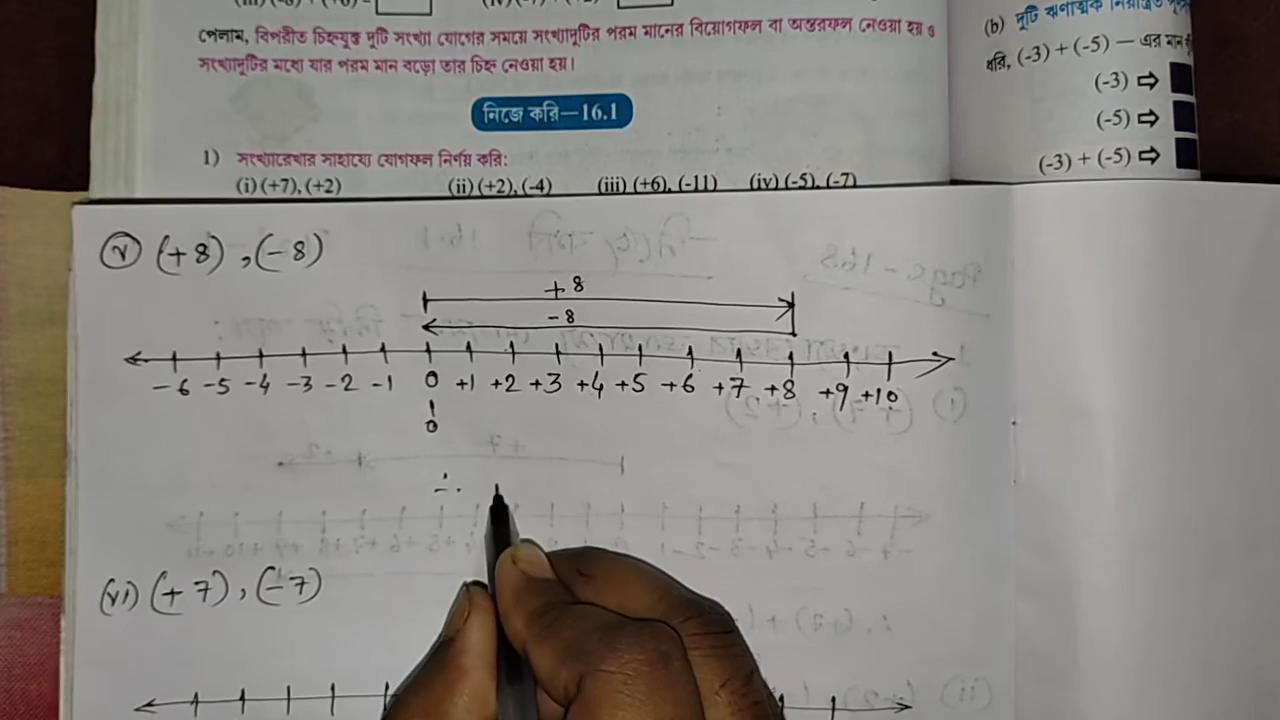 পেলাম, বিপরীত চিহ্নযুক্ত দুটি সংখ্যা যোগের সময়ে সংখ্যাদুটির পরম মানের বিয়োগফল বা অন্তরফল নেওয়া হয় ও
সংখ্যাদুটির মধ্যে যার পরম মান বড়ো তার চিহ্ন নেওয়া হয়।
নিজে করি—16.1
1) সংখ্যারেখার সাহায্যে যোগফল নির্ণয় করি:
(i) (+7), (+2) (ii) (+2), (-4) (iii) (+6), (-11) (iv) (-5), (-7)
(b) দুটি ঋণাত্মক
ধরি, (-3) + (-5) — এর মান
(-3) ⇨
(-5) ⇨
(-3) + (-5) ⇨
(v) (+8), (-8)
+8
-8
-6 -5 -4 -3 -2 -1 0 +1 +2 +3 +4 +5 +6 +7 +8 +9 +10
0
∴
(vi) (+7), (-7)